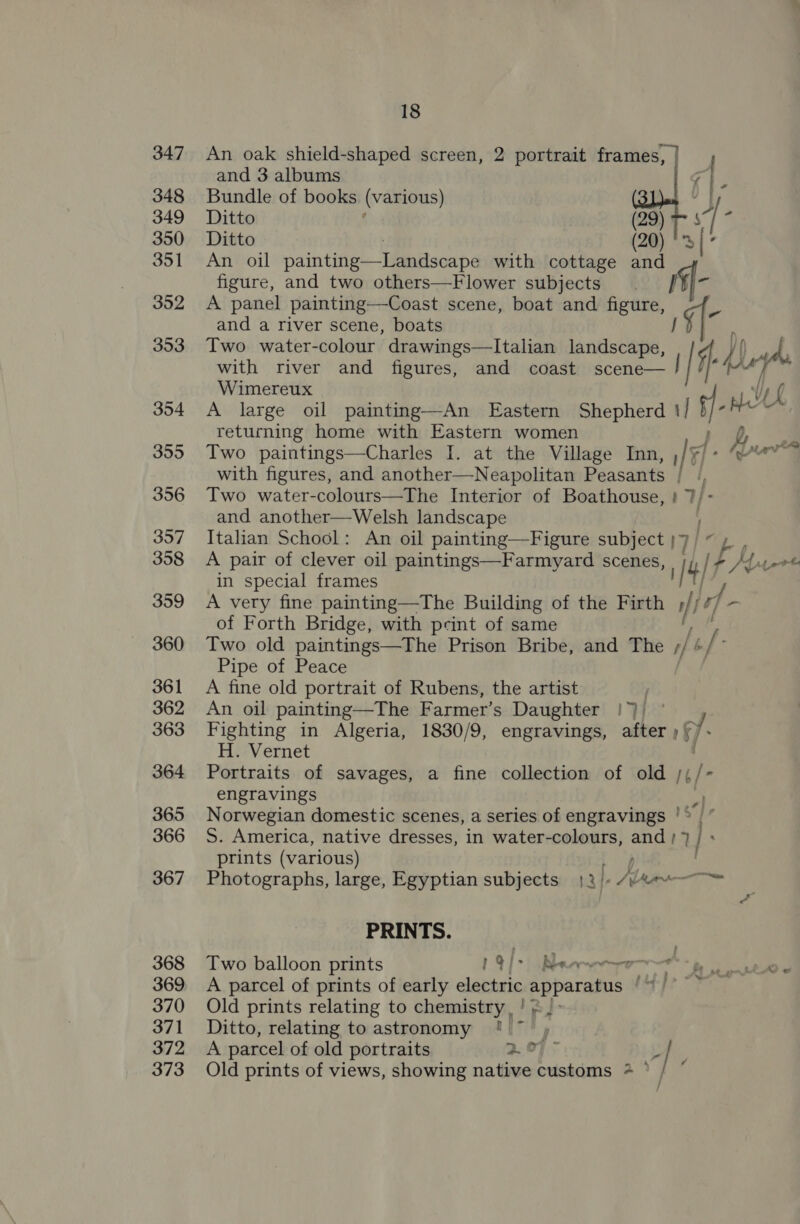 18
347 An oak shield-shaped screen, 2 portrait frames,
and 3 albums
348 Bundle of books (various) (31)
349 Ditto (29)
350 Ditto (20)
351 An oil painting—Landscape with cottage and
figure, and two others—Flower subjects
352 A panel painting—Coast scene, boat and figure,
and a river scene, boats
353 Two water-colour drawings—Italian landscape,
with river and figures, and coast scene—
Wimereux
354 A large oil painting—An Eastern Shepherd
returning home with Eastern women
355 Two paintings—Charles I. at the Village Inn,
with figures, and another—Neapolitan Peasants
356 Two water-colours—The Interior of Boathouse,
and another—Welsh landscape
357 Italian School: An oil painting—Figure subject
358 A pair of clever oil paintings—Farmyard scenes,
in special frames
359 A very fine painting—The Building of the Firth
of Forth Bridge, with print of same
360 Two old paintings—The Prison Bribe, and The
Pipe of Peace
361 A fine old portrait of Rubens, the artist
362 An oil painting—The Farmer's Daughter
363 Fighting in Algeria, 1830/9, engravings, after
H. Vernet
364 Portraits of savages, a fine collection of old
engravings
365 Norwegian domestic scenes, a series of engravings
366 S. America, native dresses, in water-colours, and
prints (various)
367 Photographs, large, Egyptian subjects
PRINTS.
368 Two balloon prints 19/-
369 A parcel of prints of early electric apparatus
370 Old prints relating to chemistry
371 Ditto, relating to astronomy
372 A parcel of old portraits
373 Old prints of views, showing native customs